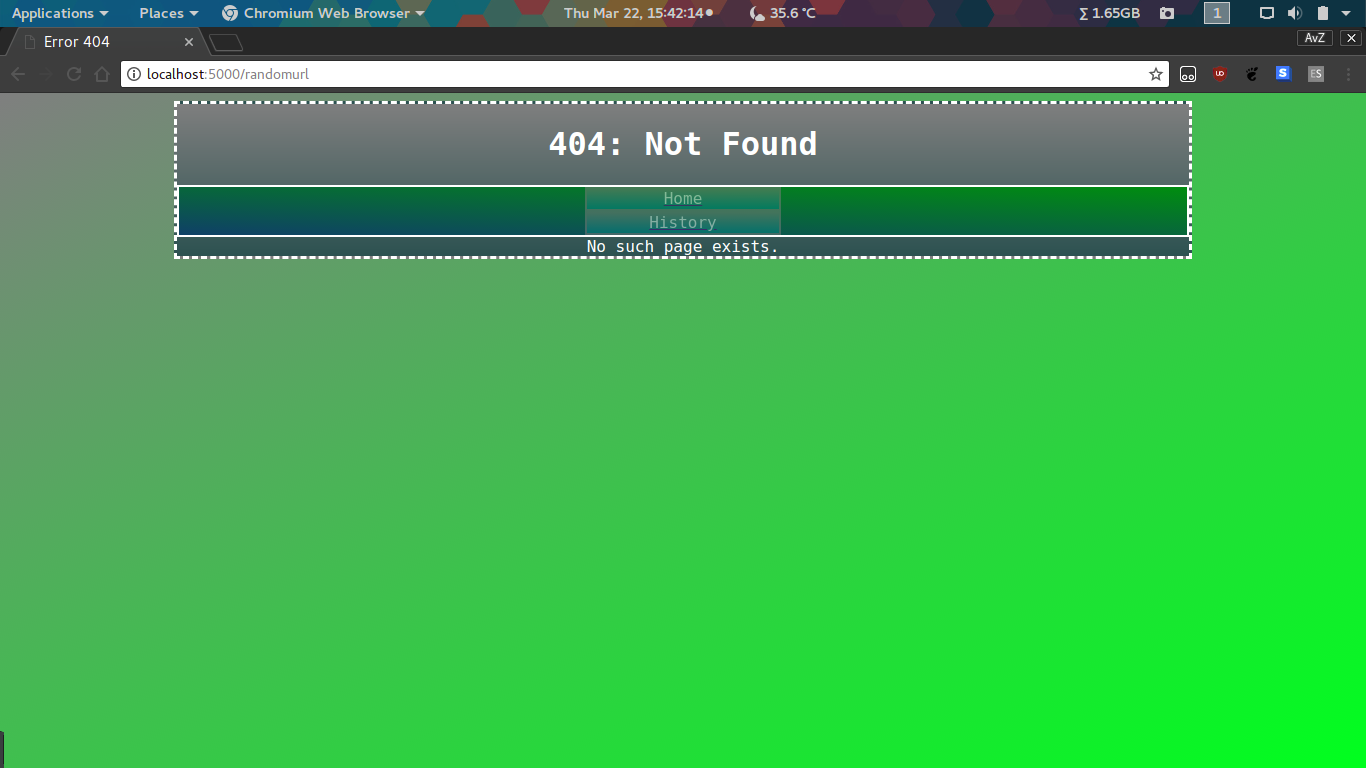 Applications Places Chromium Web Browser Thu Mar 22, 15:42:14 35.6 °C ∑ 1.65GB 1
Error 404 AvZ
localhost:5000/randomurl UD S ES
404: Not Found
Home
History
No such page exists.